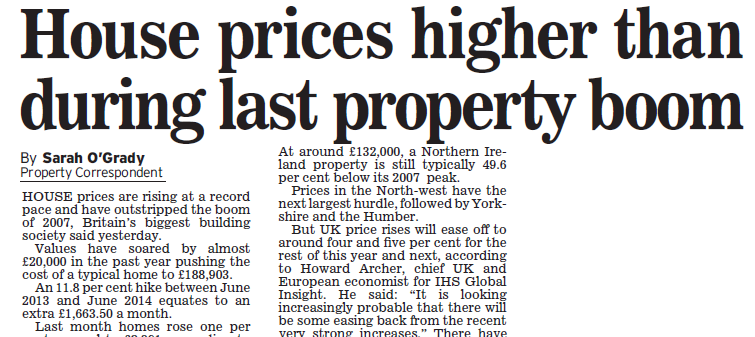 House prices higher than
during last property boom
By Sarah O'Grady
Property Correspondent
HOUSE prices are rising at a record
pace and have outstripped the boom
of 2007, Britain's biggest building
society said yesterday.
Values have soared by almost
£20,000 in the past year pushing the
cost of a typical home to £188,903.
An 11.8 per cent hike between June
2013 and June 2014 equates to an
extra £1,663.50 a month.
Last month homes rose one per
At around £132,000, a Northern Ire-
land property is still typically 49.6
per cent below its 2007 peak.
Prices in the North-west have the
next largest hurdle, followed by York-
shire and the Humber.
But UK price rises will ease off to
around four and five per cent for the
rest of this year and next, according
to Howard Archer, chief UK and
European economist for IHS Global
Insight. He said: “It is looking
increasingly probable that there will
be some easing back from the recent
very strong increases.” There have